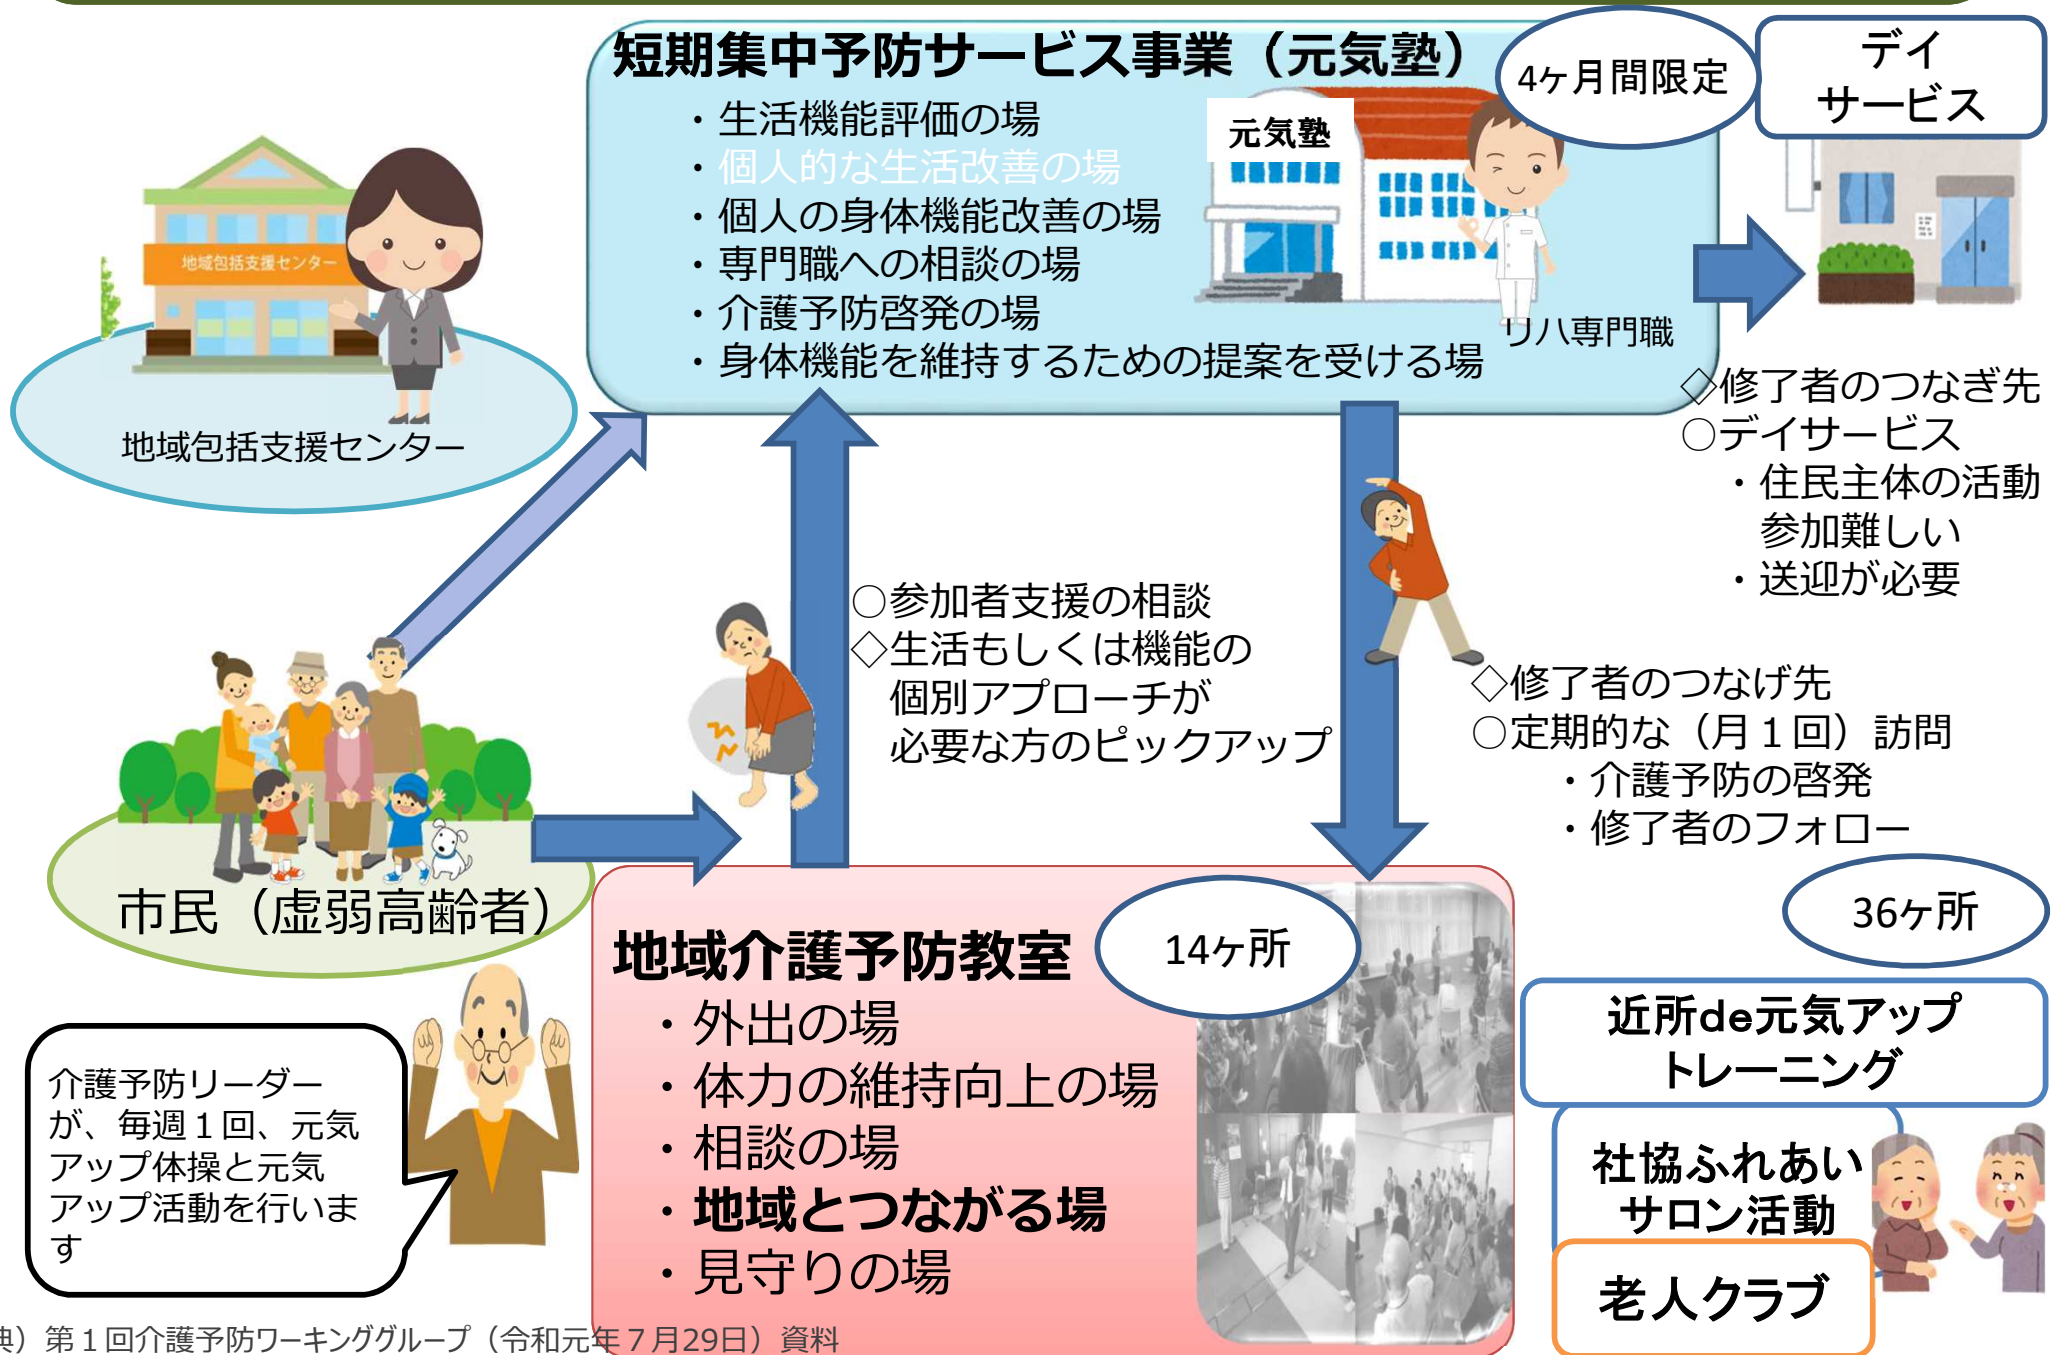 短期集中予防サービス事業（元気塾）
4ヶ月間限定
デイ
サービス
・生活機能評価の場
・個人的な生活改善の場
・個人の身体機能改善の場
・専門職への相談の場
・介護予防啓発の場
・身体機能を維持するための提案を受ける場
元気塾
リハ専門職
地域包括支援センター
地域包括支援センター
◇修了者のつなぎ先
○デイサービス
・住民主体の活動
参加難しい
・送迎が必要
○参加者支援の相談
◇生活もしくは機能の
個別アプローチが
必要な方のピックアップ
◇修了者のつなげ先
○定期的な（月１回）訪問
・介護予防の啓発
・修了者のフォロー
市民（虚弱高齢者）
36ヶ所
地域介護予防教室
14ヶ所
・外出の場
・体力の維持向上の場
・相談の場
・地域とつながる場
・見守りの場
介護予防リーダー
が、毎週１回、元気
アップ体操と元気
アップ活動を行いま
す
近所de元気アップ
トレーニング
社協ふれあい
サロン活動
老人クラブ
典）第１回介護予防ワーキンググループ（令和元年７月29日）資料